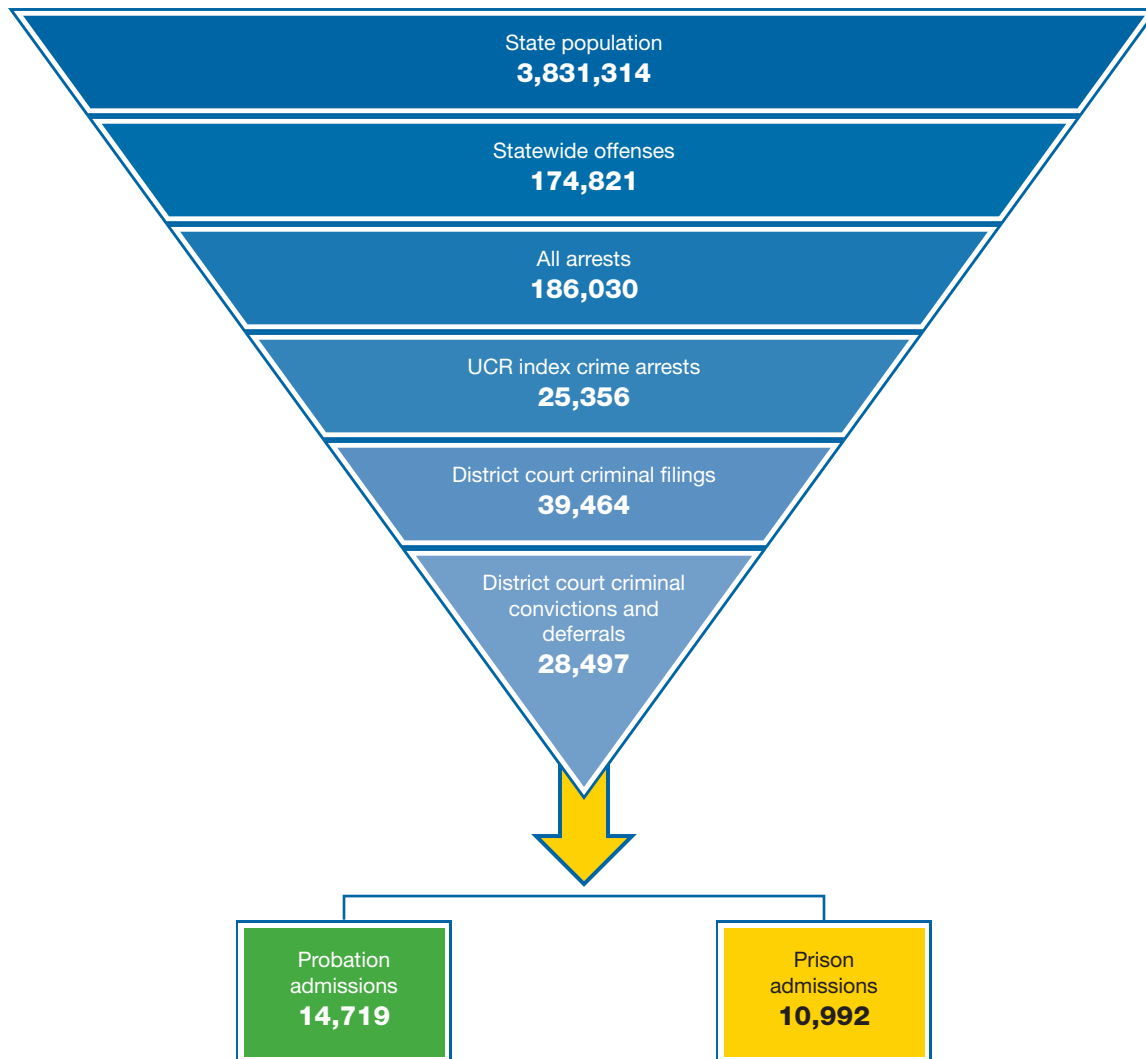 State population
3,831,314
Statewide offenses
174,821
All arrests
186,030
UCR index crime arrests
25,356
District court criminal filings
39,464
District court criminal
convictions and
deferrals
28,497
Probation
admissions
14,719
Prison
admissions
10,992